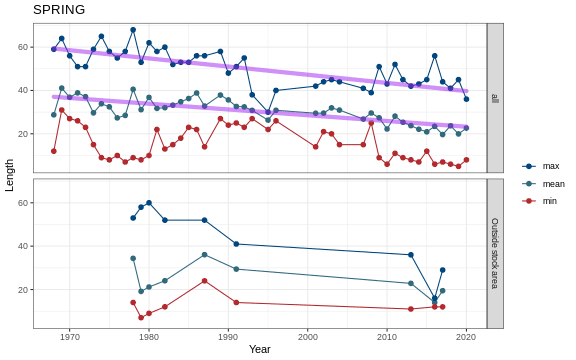 SPRING
60
40
20
all
Length
60
40
20
Outside stock area
1970
1980
1990
2000
2010
2020
Year
max
mean
min